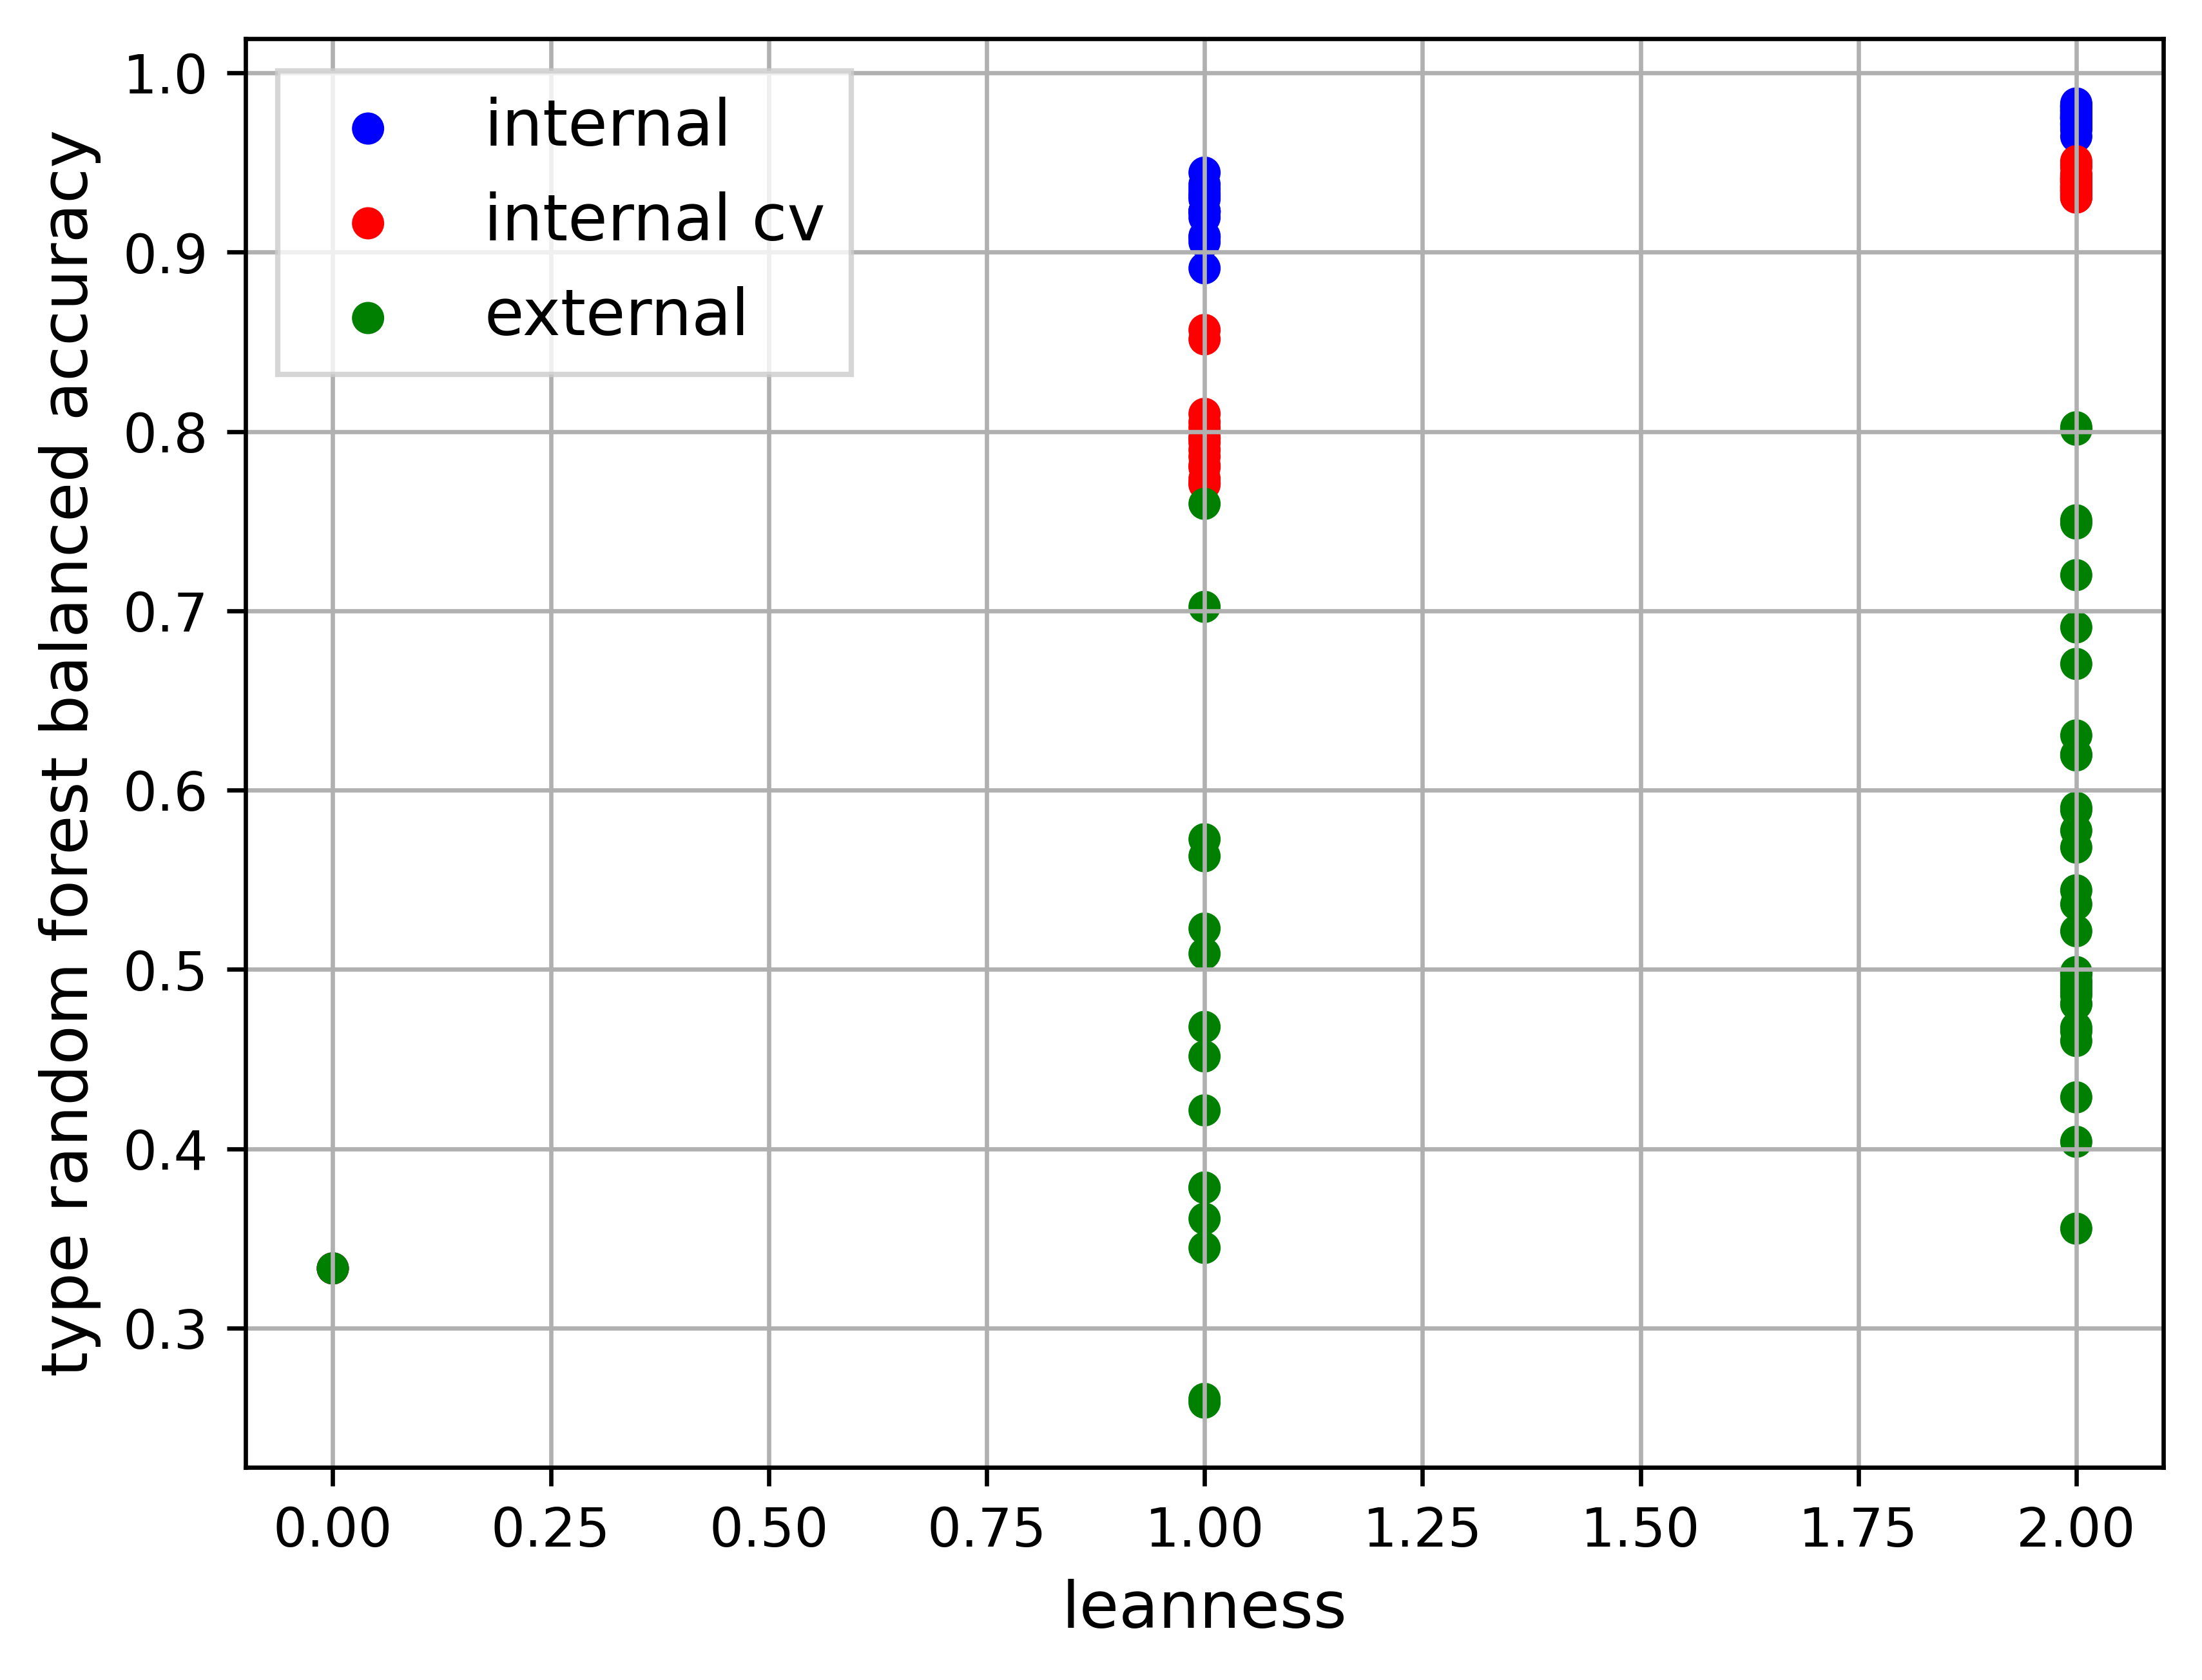 type random forest balanced accuracy
1.0
0.9
0.8
0.7
0.6
0.5
0.4
0.3
internal
internal cv
external
0.00 0.25 0.50 0.75 1.00 1.25 1.50 1.75 2.00
leanness